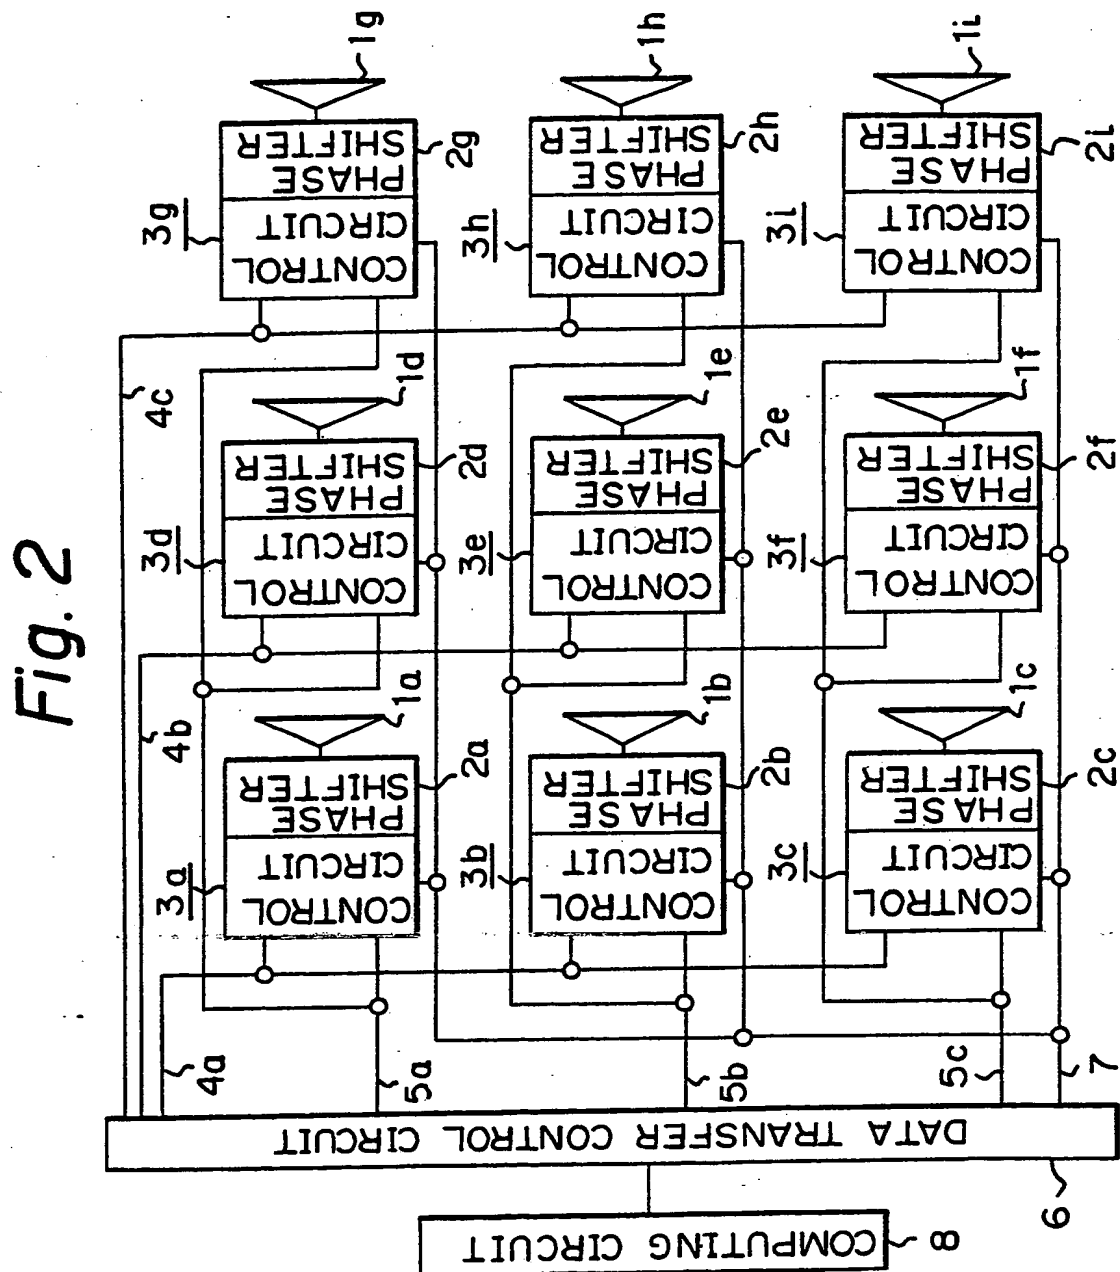 Fig. 2
4c
4b
4a
3g
CONTROL
CIRCUIT
PHASE
SHIFTER
2g
1g
3d
CONTROL
CIRCUIT
PHASE
SHIFTER
2d
1d
3a
CONTROL
CIRCUIT
PHASE
SHIFTER
2a
1a
5a
3h
CONTROL
CIRCUIT
PHASE
SHIFTER
2h
1h
3e
CONTROL
CIRCUIT
PHASE
SHIFTER
2e
1e
3b
CONTROL
CIRCUIT
PHASE
SHIFTER
2b
1b
5b
3i
CONTROL
CIRCUIT
PHASE
SHIFTER
2i
1i
3f
CONTROL
CIRCUIT
PHASE
SHIFTER
2f
1f
3c
CONTROL
CIRCUIT
PHASE
SHIFTER
2c
1c
5c
7
DATA TRANSFER CONTROL CIRCUIT
6
COMPUTING CIRCUIT
8